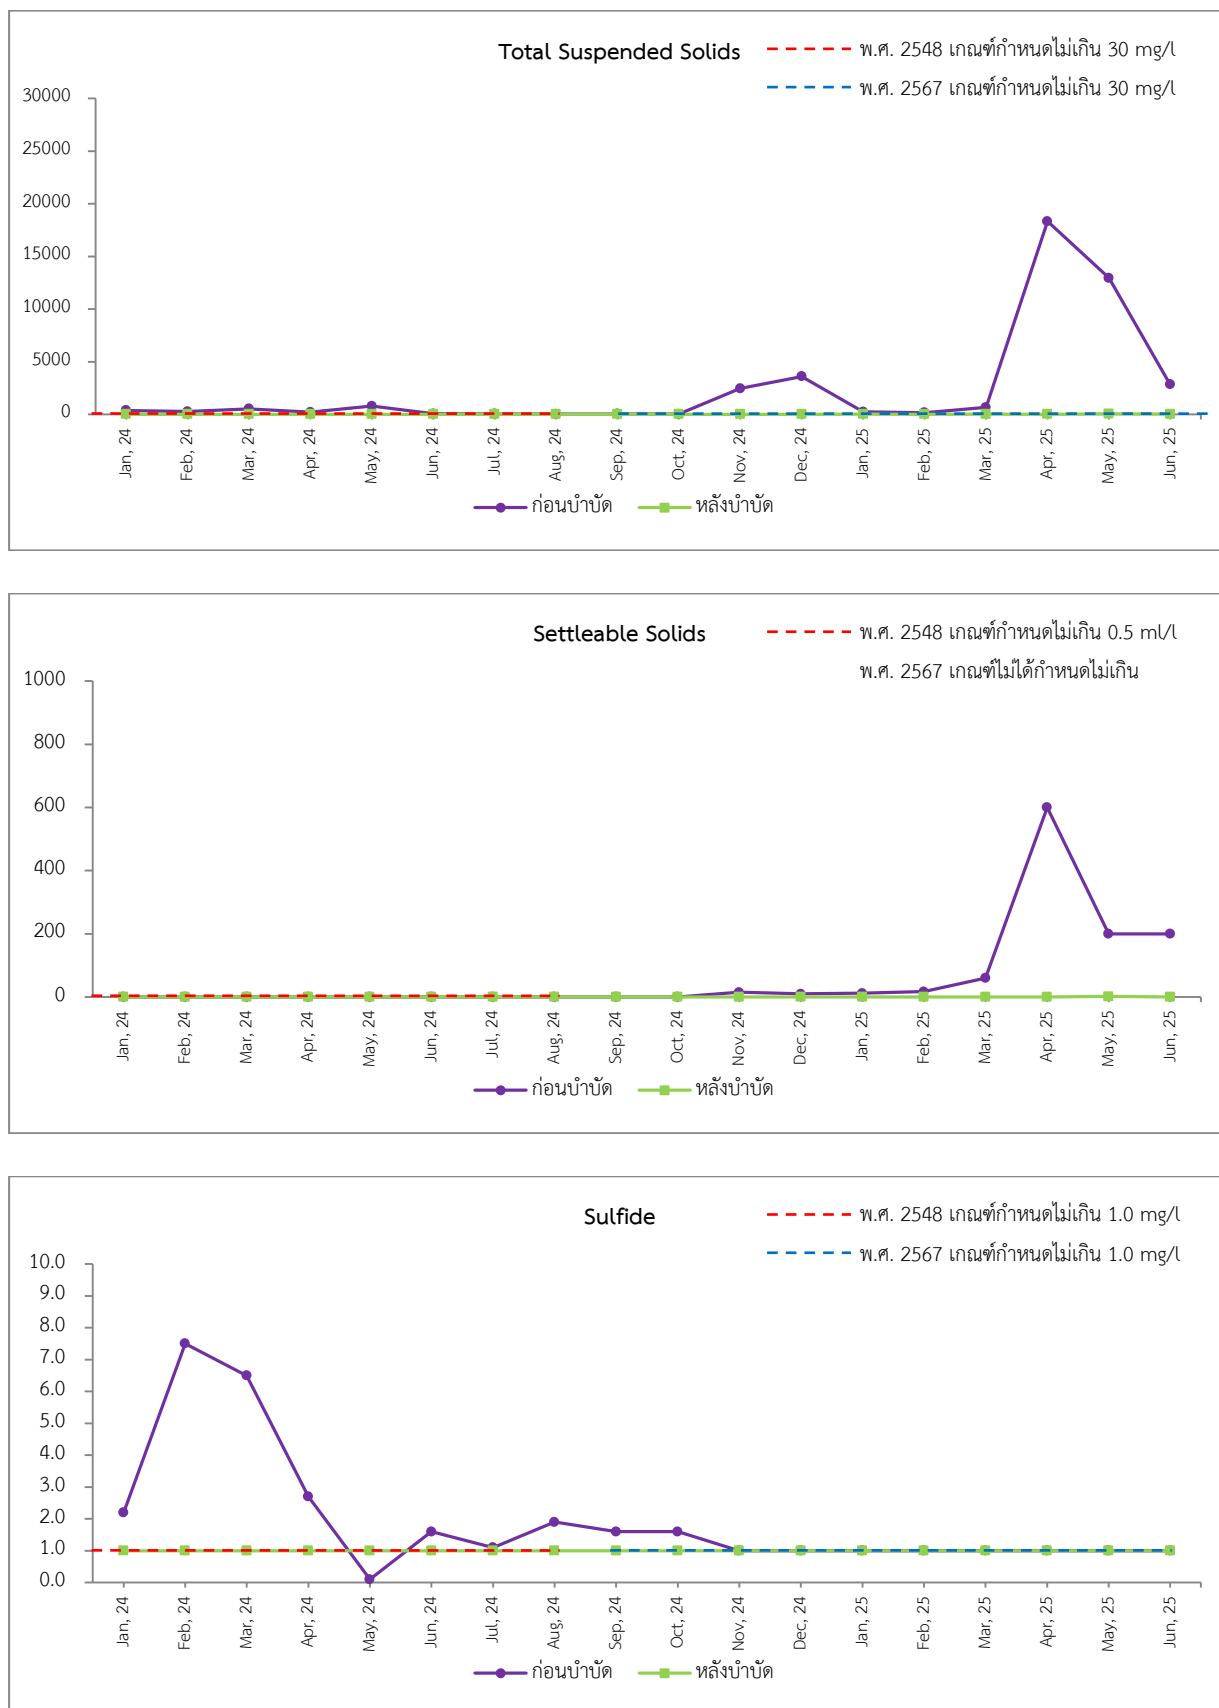 Total Suspended Solids
พ.ศ. 2548 เกณฑ์กำหนดไม่เกิน 30 mg/l
พ.ศ. 2567 เกณฑ์กำหนดไม่เกิน 30 mg/l
30000
25000
20000
15000
10000
5000
0
Jan, 24
Feb, 24
Mar, 24
Apr, 24
May, 24
Jun, 24
Jul, 24
Aug, 24
Sep, 24
Oct, 24
Nov, 24
Dec, 24
Jan, 25
Feb, 25
Mar, 25
Apr, 25
May, 25
Jun, 25
ก่อนบำบัด
หลังบำบัด
Settleable Solids
พ.ศ. 2548 เกณฑ์กำหนดไม่เกิน 0.5 ml/l
พ.ศ. 2567 เกณฑ์ไม่ได้กำหนดไม่เกิน
1000
800
600
400
200
0
Jan, 24
Feb, 24
Mar, 24
Apr, 24
May, 24
Jun, 24
Jul, 24
Aug, 24
Sep, 24
Oct, 24
Nov, 24
Dec, 24
Jan, 25
Feb, 25
Mar, 25
Apr, 25
May, 25
Jun, 25
ก่อนบำบัด
หลังบำบัด
Sulfide
พ.ศ. 2548 เกณฑ์กำหนดไม่เกิน 1.0 mg/l
พ.ศ. 2567 เกณฑ์กำหนดไม่เกิน 1.0 mg/l
10.0
9.0
8.0
7.0
6.0
5.0
4.0
3.0
2.0
1.0
0.0
Jan, 24
Feb, 24
Mar, 24
Apr, 24
May, 24
Jun, 24
Jul, 24
Aug, 24
Sep, 24
Oct, 24
Nov, 24
Dec, 24
Jan, 25
Feb, 25
Mar, 25
Apr, 25
May, 25
Jun, 25
ก่อนบำบัด
หลังบำบัด